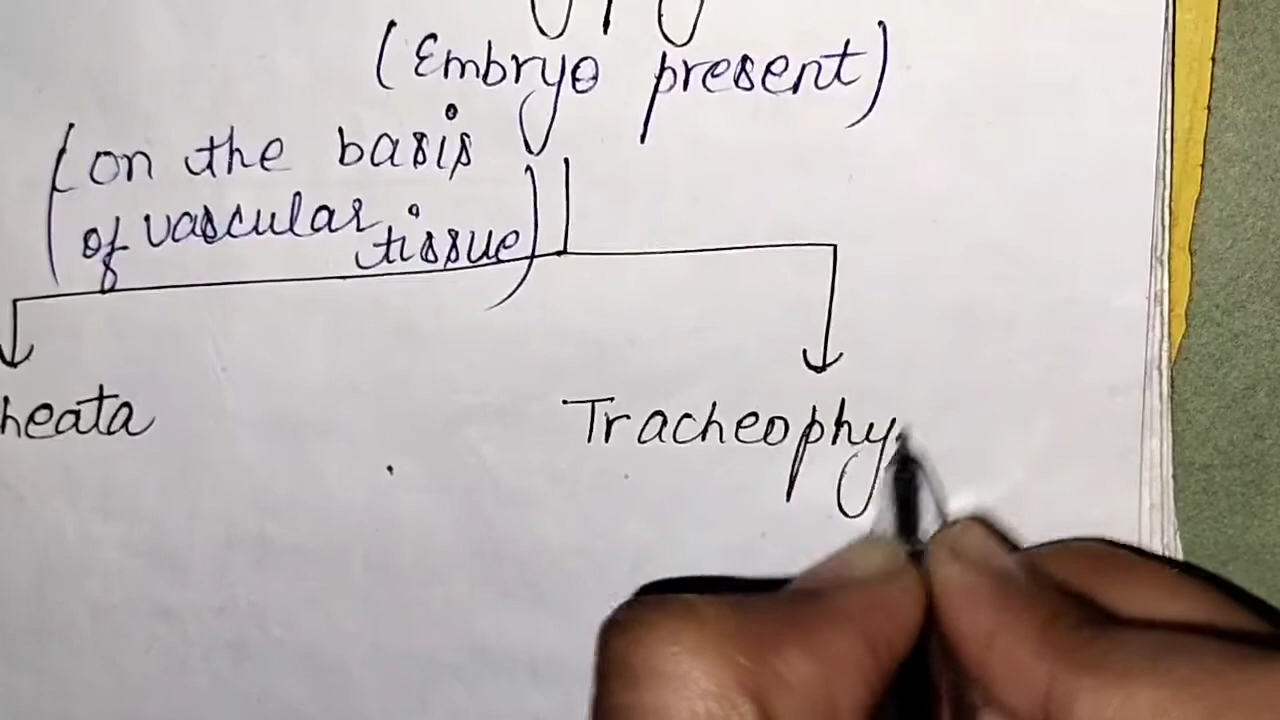 (Embryo present)
(on the basis
of vascular
tissue)
heata
Tracheophy